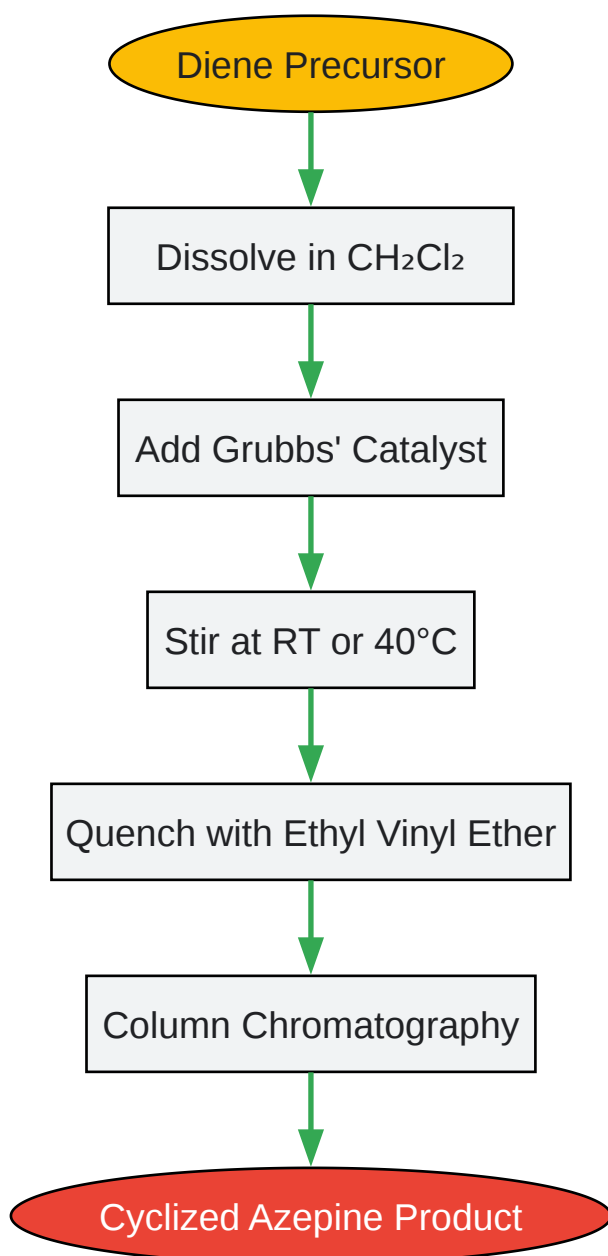 Diene Precursor
Dissolve in CH₂Cl₂
Add Grubbs' Catalyst
Stir at RT or 40°C
Quench with Ethyl Vinyl Ether
Column Chromatography
Cyclized Azepine Product